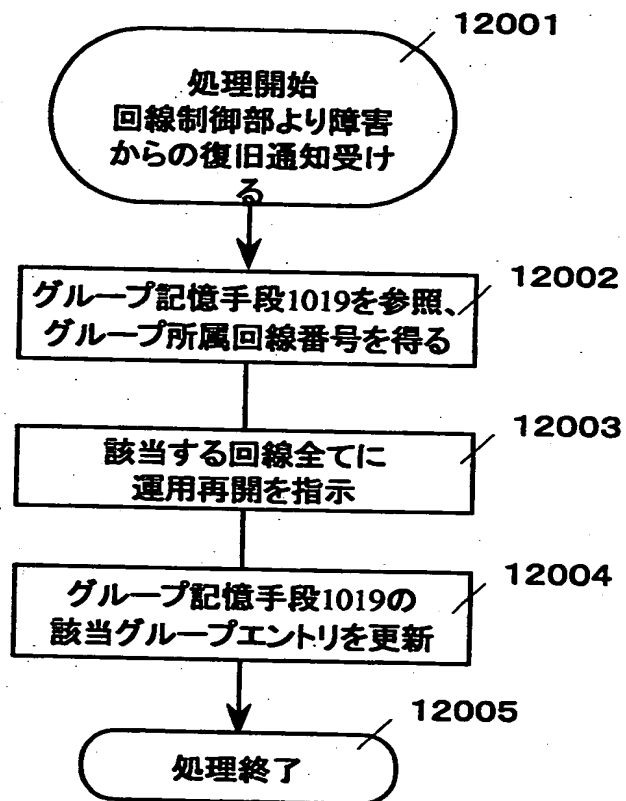 12001
処理開始
回線制御部より障害
からの復旧通知受け
る
12002
グループ記憶手段1019を参照、
グループ所属回線番号を得る
12003
該当する回線全てに
運用再開を指示
12004
グループ記憶手段1019の
該当グループエントリを更新
12005
処理終了